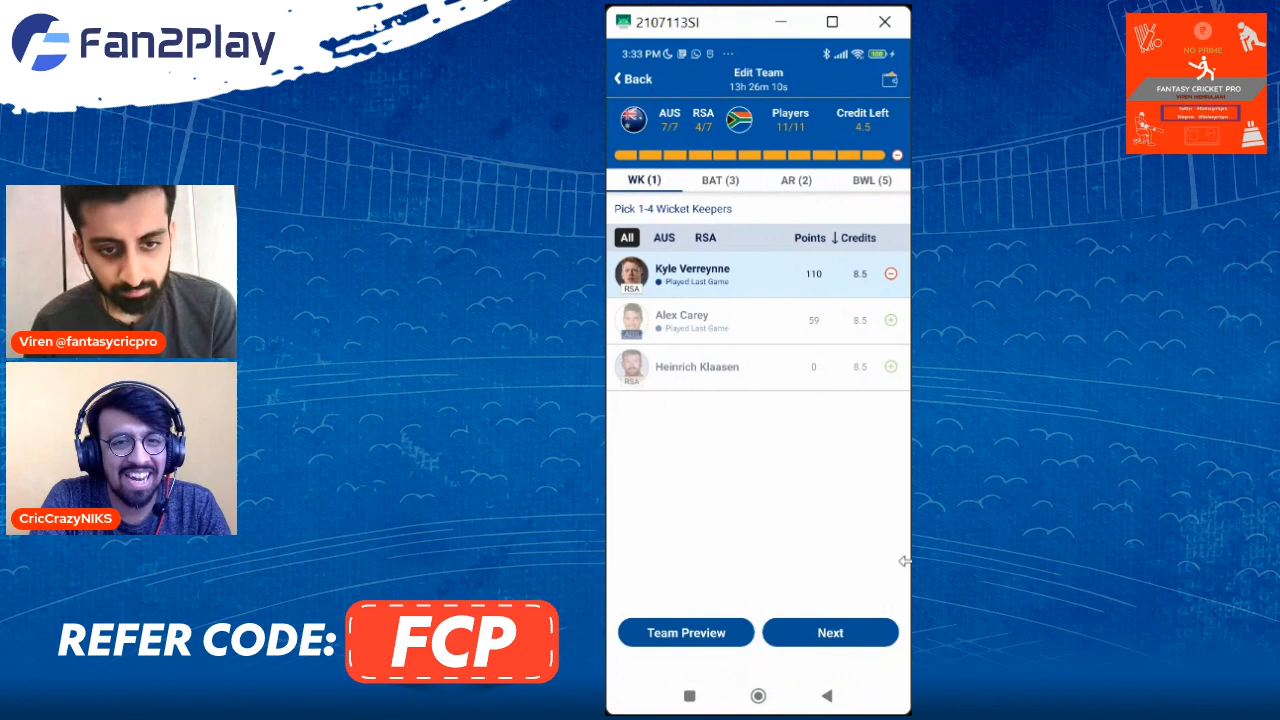 Fan2Play
Viren @fantasycricpro
CricCrazyNIKS
REFER CODE: FCP
2107113SI
3:33 PM
100
Back
Edit Team
13h 26m 10s
AUS RSA Players Credit Left
7/7 4/7 11/11 4.5
WK (1) BAT (3) AR (2) BWL (5)
Pick 1-4 Wicket Keepers
All AUS RSA Points ↓ Credits
Kyle Verreynne 110 8.5
Played Last Game
RSA
Alex Carey 59 8.5
Played Last Game
AUS
Heinrich Klaasen 0 8.5
RSA
Team Preview Next
NO PRIME
FANTASY CRICKET PRO
VIREN HEMRAJANI